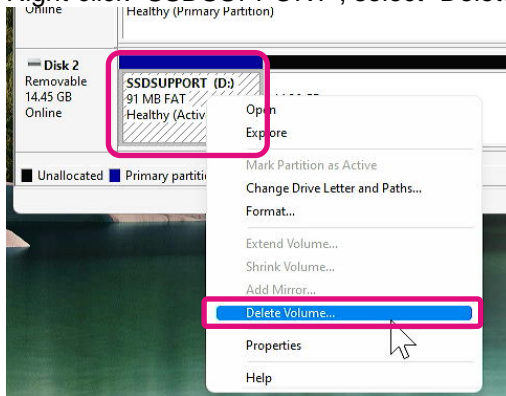 Online
Healthy (Primary Partition)
Disk 2
Removable
14.45 GB
Online
SSDSUPPORT (D:)
91 MB FAT
Healthy (Activ
Open
Explore
Mark Partition as Active
Change Drive Letter and Paths...
Format...
Extend Volume...
Shrink Volume...
Add Mirror...
Delete Volume...
Properties
Help
Unallocated
Primary partitio